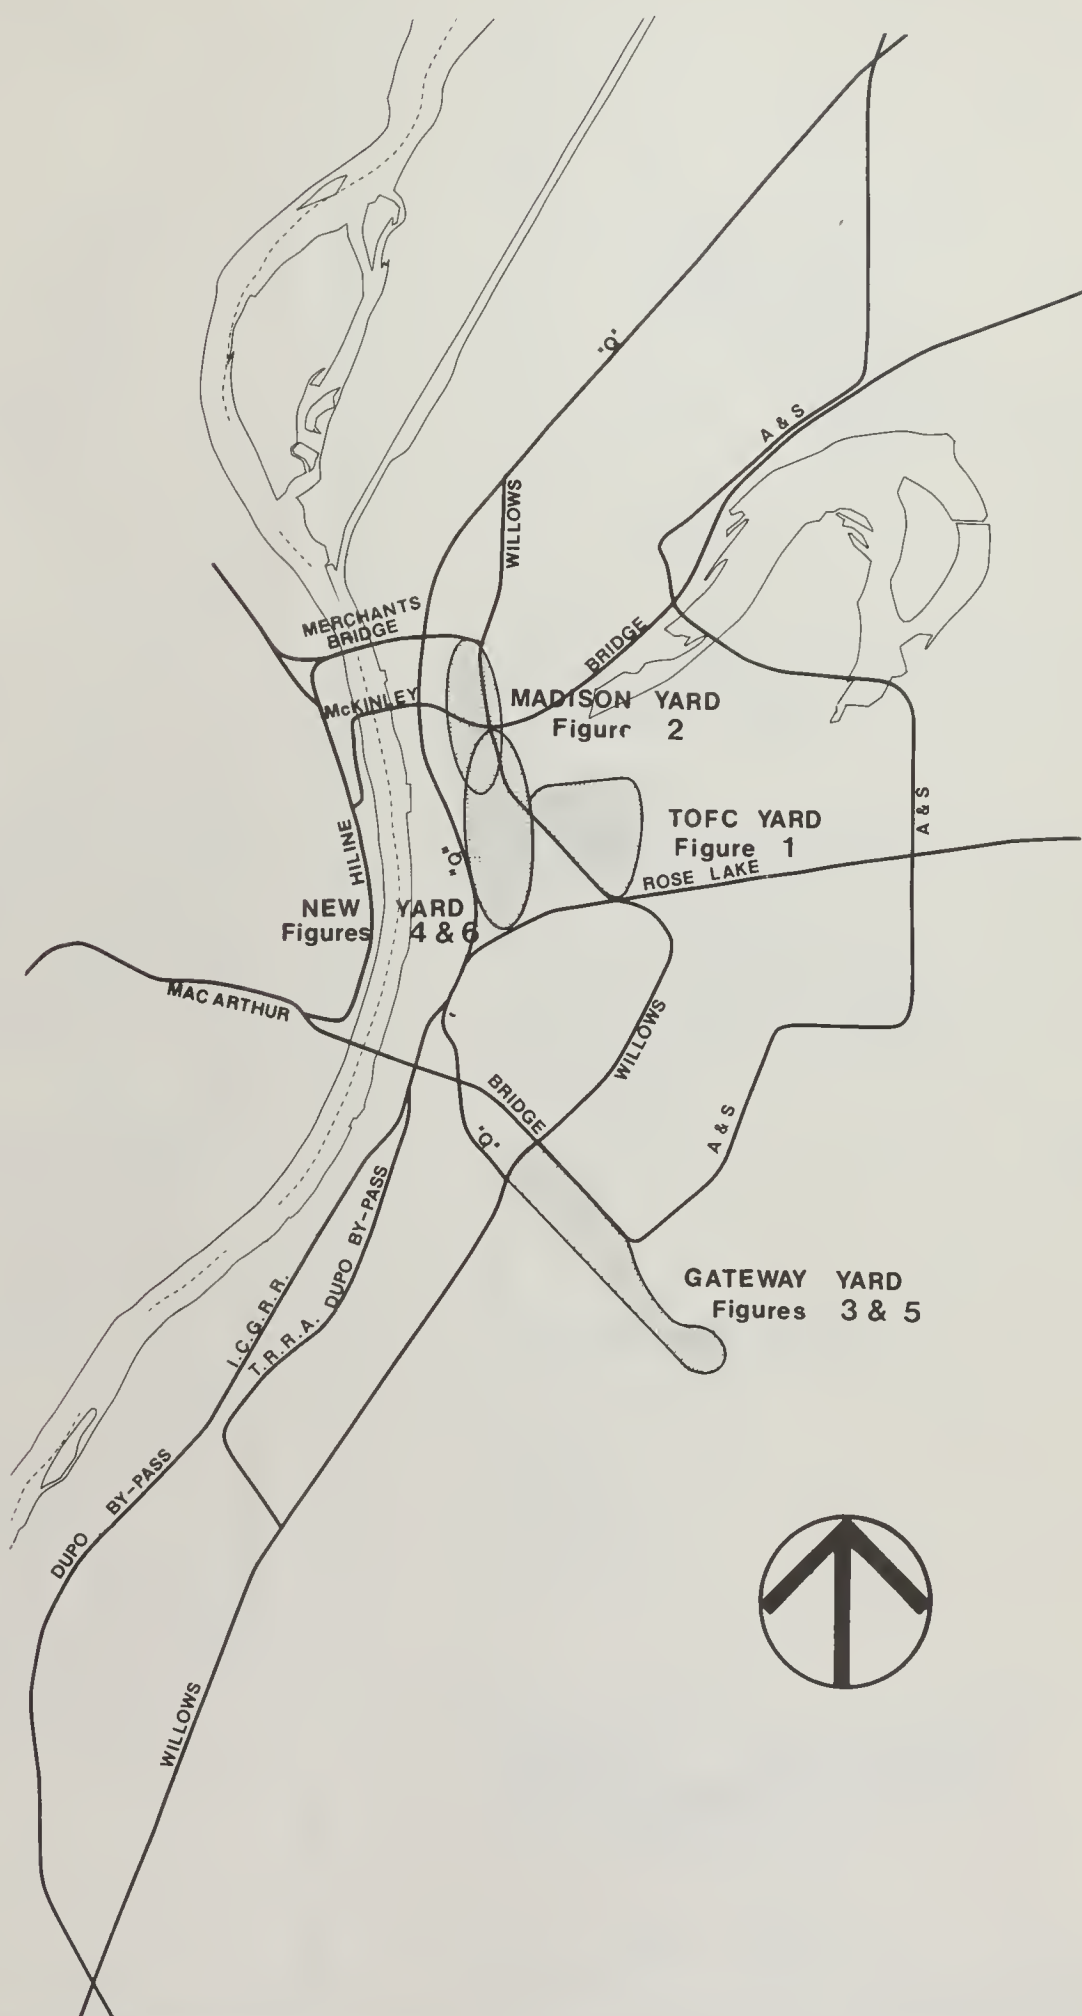 "Q"
A & S
WILLOWS
MERCHANTS
BRIDGE
BRIDGE
McKINLEY
MADISON YARD
Figure 2
A & S
TOFC YARD
Figure 1
HILINE
"Q"
ROSE LAKE
NEW YARD
Figures 4 & 6
MAC ARTHUR
WILLOWS
BRIDGE
"Q"
A & S
DUPO BY-PASS
GATEWAY YARD
Figures 3 & 5
I.C.G.R.R.
T.R.R.A.
DUPO BY-PASS
WILLOWS